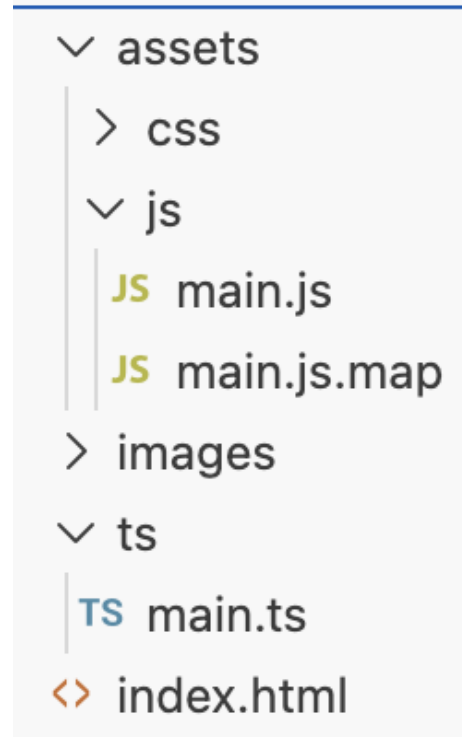 assets
css
js
JS main.js
JS main.js.map
images
ts
TS main.ts
<> index.html